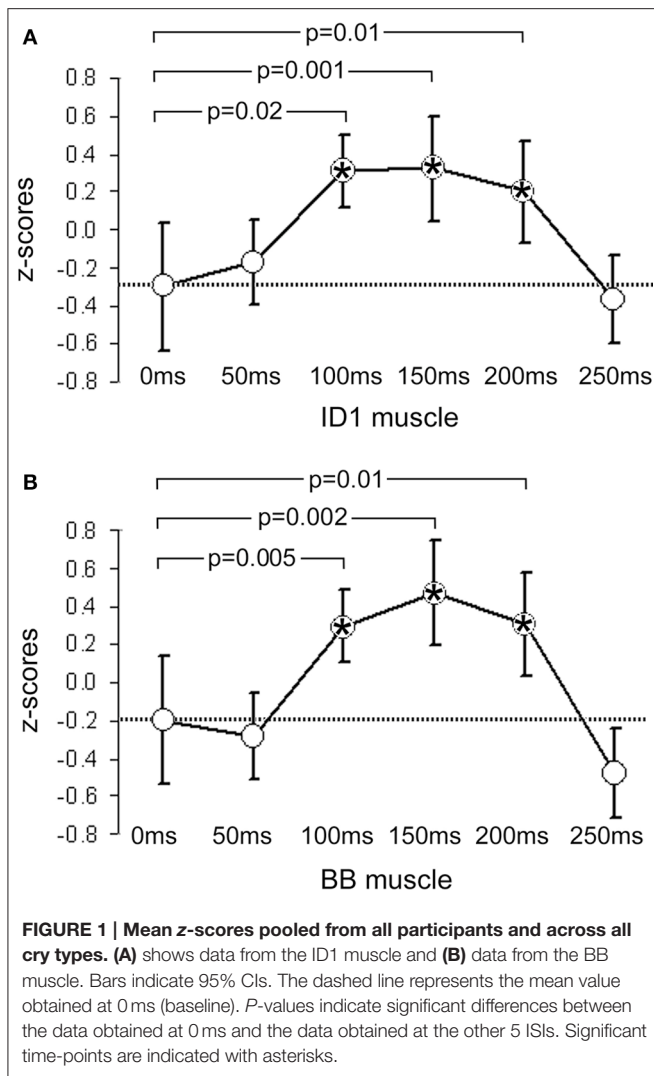 A
p=0.01
p=0.001
p=0.02
0.8
0.6
0.4
0.2
0.0
-0.2
-0.4
-0.6
-0.8
z-scores
0ms 50ms 100ms 150ms 200ms 250ms
ID1 muscle
B
p=0.01
p=0.002
p=0.005
0.8
0.6
0.4
0.2
0.0
-0.2
-0.4
-0.6
-0.8
z-scores
0ms 50ms 100ms 150ms 200ms 250ms
BB muscle
FIGURE 1 | Mean z-scores pooled from all participants and across all
cry types. (A) shows data from the ID1 muscle and (B) data from the BB
muscle. Bars indicate 95% CIs. The dashed line represents the mean value
obtained at 0 ms (baseline). P-values indicate significant differences between
the data obtained at 0 ms and the data obtained at the other 5 ISIs. Significant
time-points are indicated with asterisks.